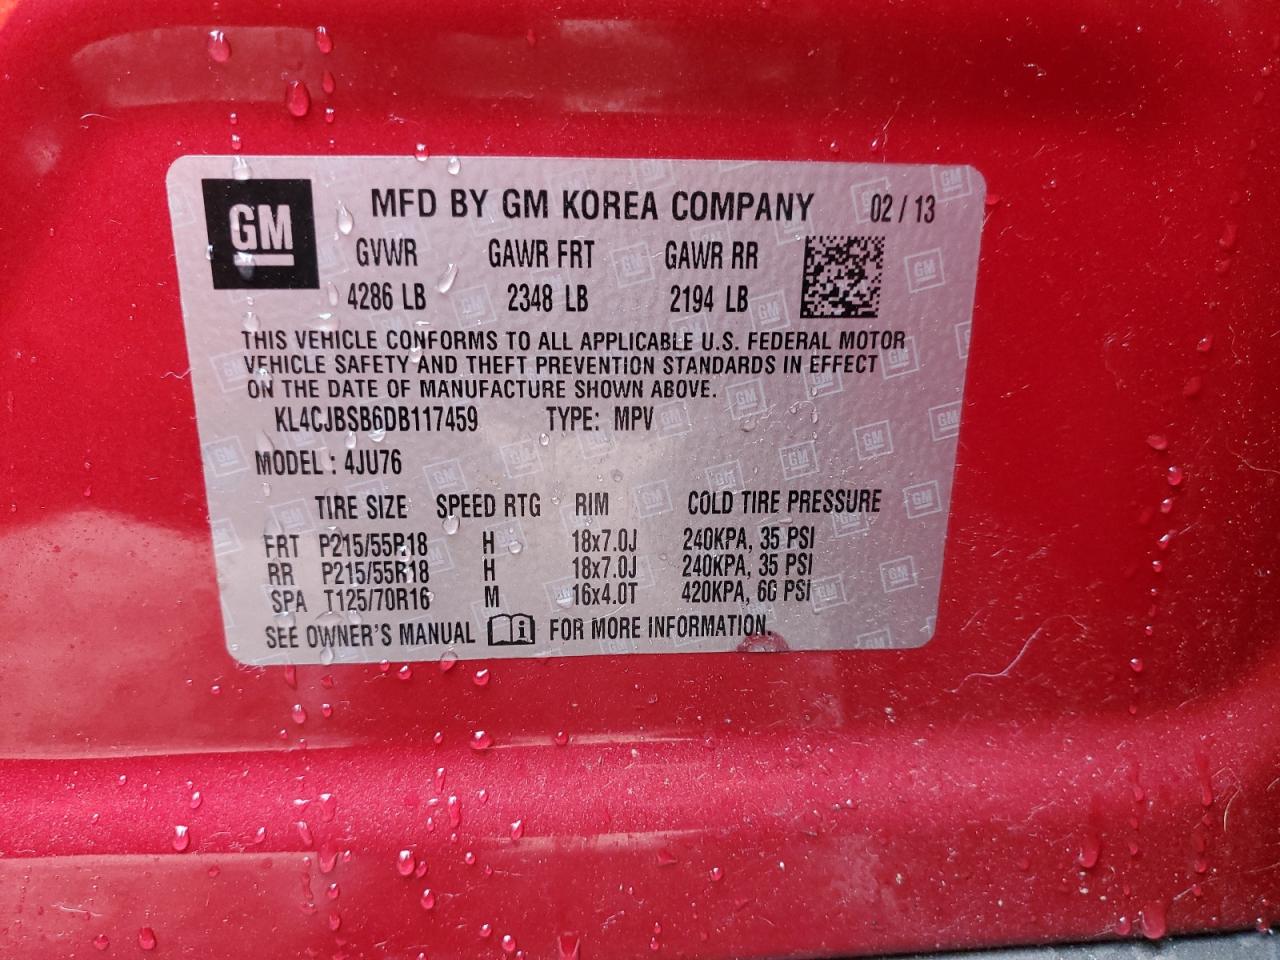 GM MFD BY GM KOREA COMPANY 02 / 13
GVWR GAWR FRT GAWR RR
4286 LB 2348 LB 2194 LB
THIS VEHICLE CONFORMS TO ALL APPLICABLE U.S. FEDERAL MOTOR
VEHICLE SAFETY AND THEFT PREVENTION STANDARDS IN EFFECT
ON THE DATE OF MANUFACTURE SHOWN ABOVE.
KL4CJBSB6DB117459 TYPE: MPV
MODEL : 4JU76
TIRE SIZE SPEED RTG RIM COLD TIRE PRESSURE
FRT P215/55R18 H 18x7.0J 240KPA, 35 PSI
RR P215/55R18 H 18x7.0J 240KPA, 35 PSI
SPA T125/70R16 M 16x4.0T 420KPA, 60 PSI
SEE OWNER'S MANUAL i FOR MORE INFORMATION.